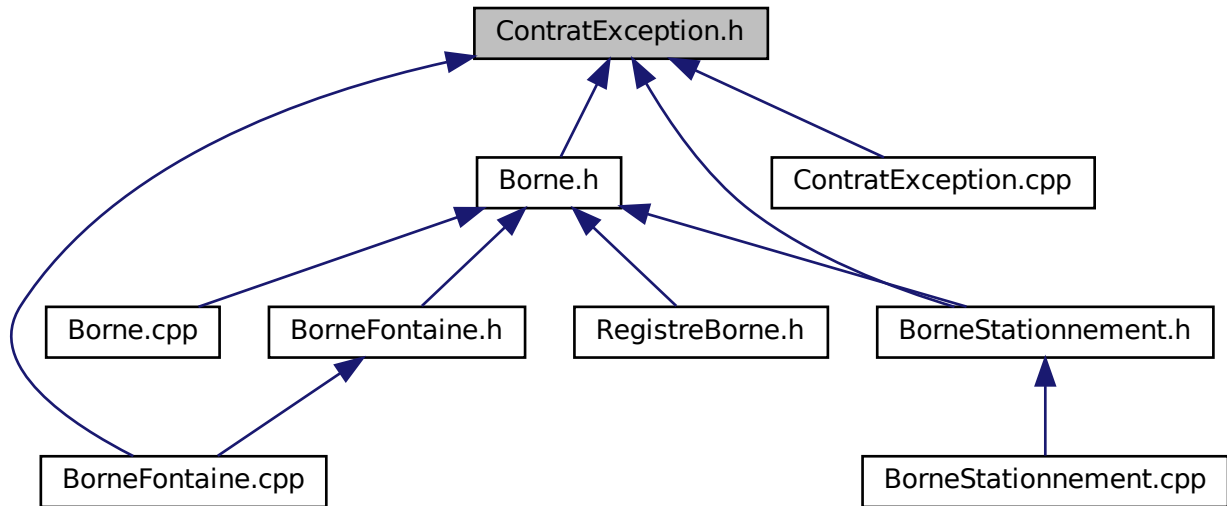 ContratException.h
Borne.h
ContratException.cpp
Borne.cpp
BorneFontaine.h
RegistreBorne.h
BorneStationnement.h
BorneFontaine.cpp
BorneStationnement.cpp